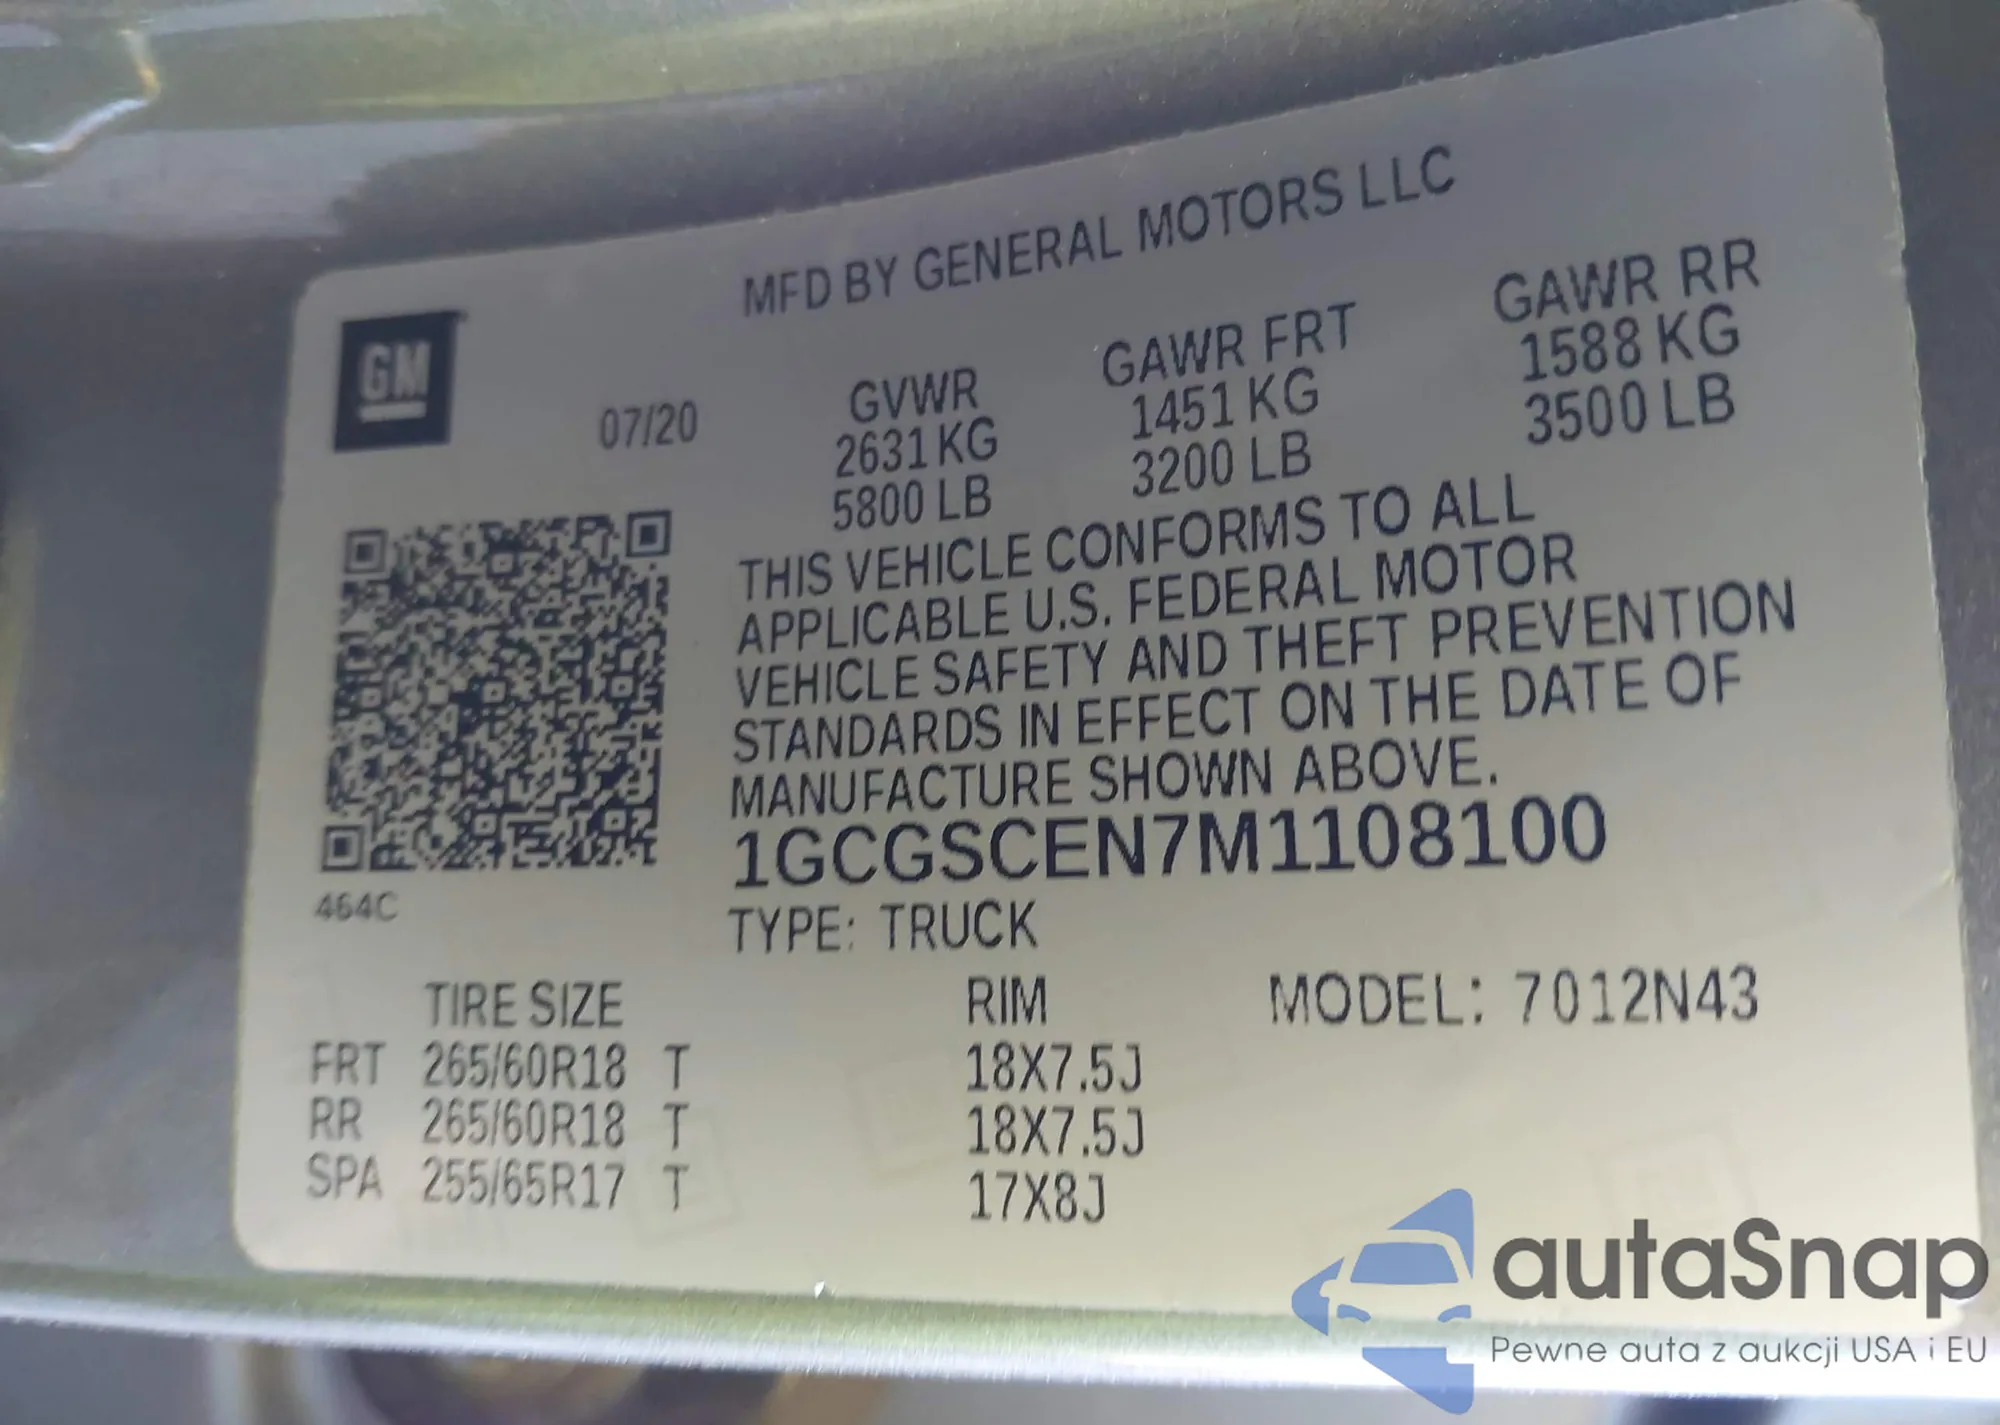 MFD BY GENERAL MOTORS LLC
GM
07/20
GVWR
2631 KG
5800 LB
GAWR FRT
1451 KG
3200 LB
GAWR RR
1588 KG
3500 LB
THIS VEHICLE CONFORMS TO ALL
APPLICABLE U.S. FEDERAL MOTOR
VEHICLE SAFETY AND THEFT PREVENTION
STANDARDS IN EFFECT ON THE DATE OF
MANUFACTURE SHOWN ABOVE.
1GCGSCEN7M1108100
464C
TYPE: TRUCK
TIRE SIZE RIM MODEL: 7012N43
FRT 265/60R18 T 18X7.5J
RR 265/60R18 T 18X7.5J
SPA 255/65R17 T 17X8J
autaSnap
Pewne auta z aukcji USA i EU